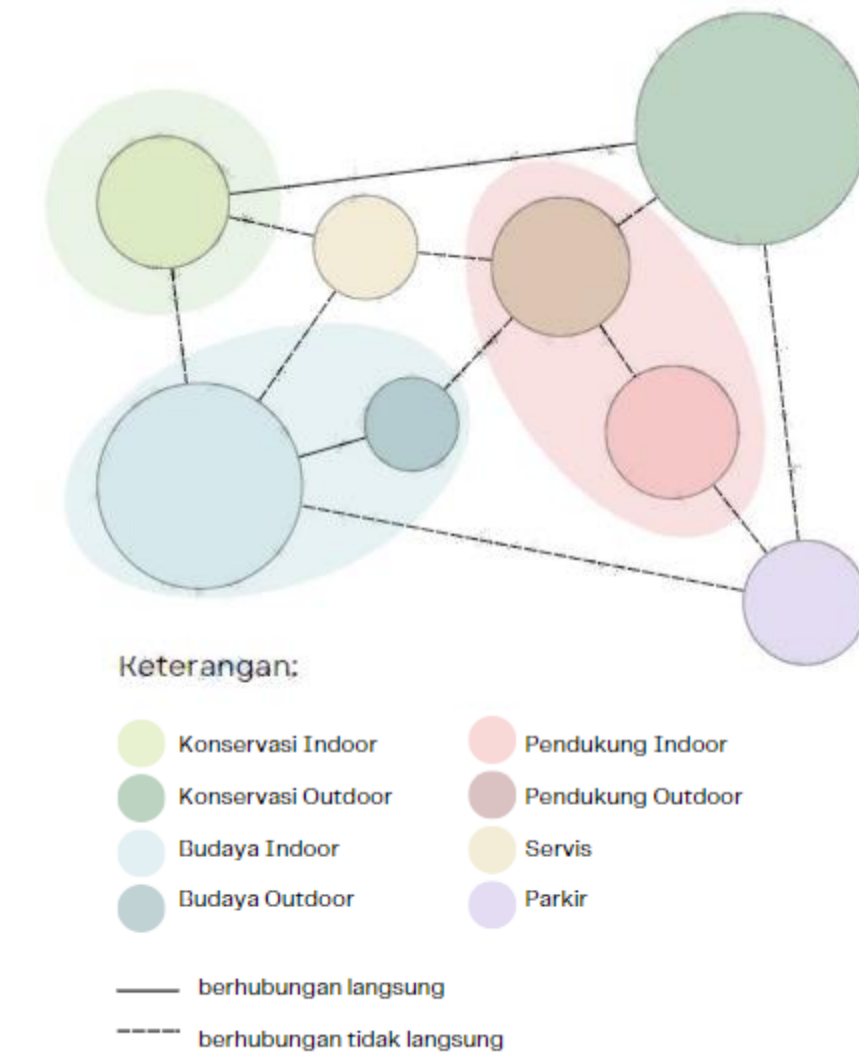 Keterangan:
Konservasi Indoor
Konservasi Outdoor
Budaya Indoor
Budaya Outdoor
Pendukung Indoor
Pendukung Outdoor
Servis
Parkir
berhubungan langsung
berhubungan tidak langsung